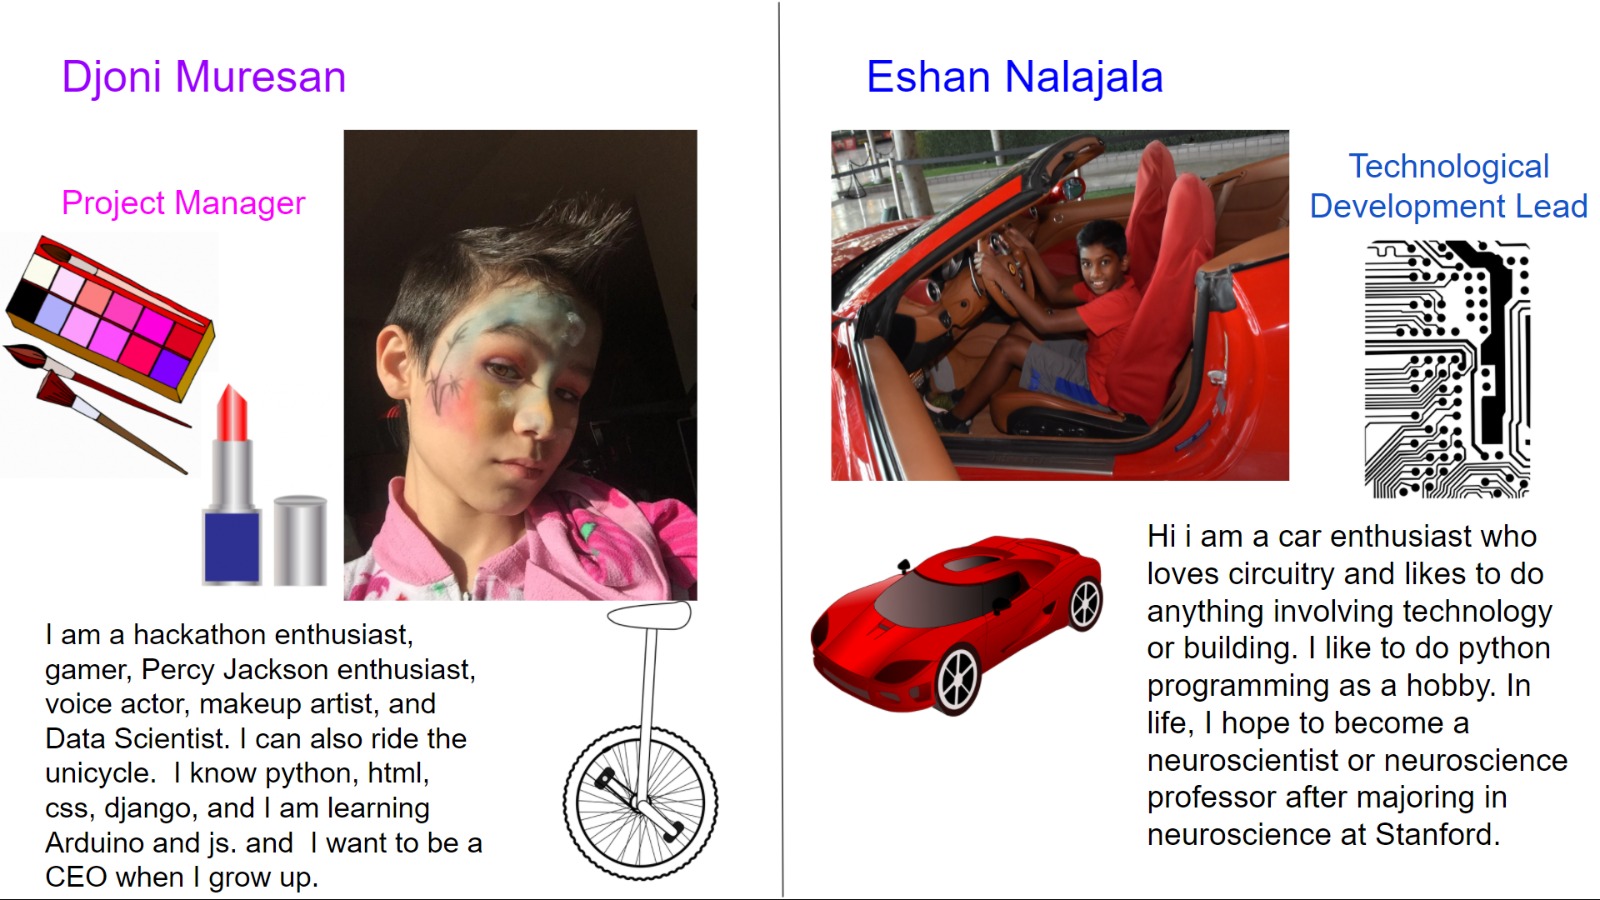 Djoni Muresan
Project Manager
I am a hackathon enthusiast,
gamer, Percy Jackson enthusiast,
voice actor, makeup artist, and
Data Scientist. I can also ride the
unicycle.  I know python, html,
css, django, and I am learning
Arduino and js. and  I want to be a
CEO when I grow up.
Eshan Nalajala
Technological
Development Lead
Hi i am a car enthusiast who
loves circuitry and likes to do
anything involving technology
or building. I like to do python
programming as a hobby. In
life, I hope to become a
neuroscientist or neuroscience
professor after majoring in
neuroscience at Stanford.